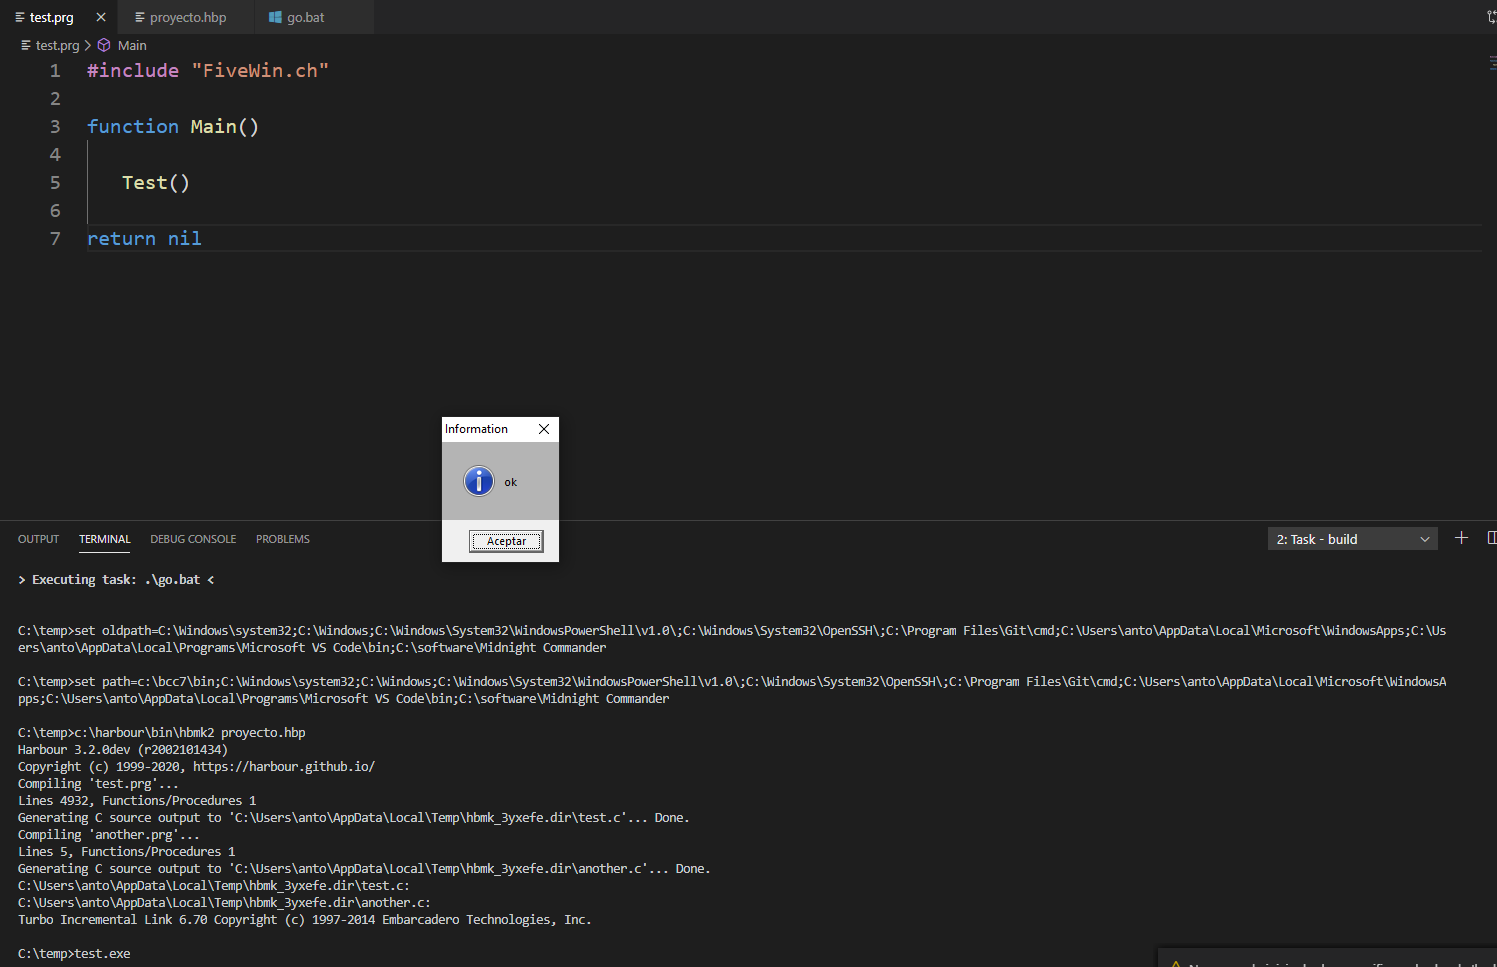 test.prg
proyecto.hbp
go.bat
test.prg > Main
1 #include "FiveWin.ch"
2
3 function Main()
4
5 Test()
6
7 return nil
Information
ok
Aceptar
OUTPUT TERMINAL DEBUG CONSOLE PROBLEMS 2: Task - build
> Executing task: .\go.bat <
C:\temp>set oldpath=C:\Windows\system32;C:\Windows;C:\Windows\System32\WindowsPowerShell\v1.0\;C:\Windows\System32\OpenSSH\;C:\Program Files\Git\cmd;C:\Users\anto\AppData\Local\Microsoft\WindowsApps;C:\Us
ers\anto\AppData\Local\Programs\Microsoft VS Code\bin;C:\software\Midnight Commander
C:\temp>set path=c:\bcc7\bin;C:\Windows\system32;C:\Windows;C:\Windows\System32\WindowsPowerShell\v1.0\;C:\Windows\System32\OpenSSH\;C:\Program Files\Git\cmd;C:\Users\anto\AppData\Local\Microsoft\WindowsA
pps;C:\Users\anto\AppData\Local\Programs\Microsoft VS Code\bin;C:\software\Midnight Commander
C:\temp>c:\harbour\bin\hbmk2 proyecto.hbp
Harbour 3.2.0dev (r2002101434)
Copyright (c) 1999-2020, https://harbour.github.io/
Compiling 'test.prg'...
Lines 4932, Functions/Procedures 1
Generating C source output to 'C:\Users\anto\AppData\Local\Temp\hbmk_3yxefe.dir\test.c'... Done.
Compiling 'another.prg'...
Lines 5, Functions/Procedures 1
Generating C source output to 'C:\Users\anto\AppData\Local\Temp\hbmk_3yxefe.dir\another.c'... Done.
C:\Users\anto\AppData\Local\Temp\hbmk_3yxefe.dir\test.c:
C:\Users\anto\AppData\Local\Temp\hbmk_3yxefe.dir\another.c:
Turbo Incremental Link 6.70 Copyright (c) 1997-2014 Embarcadero Technologies, Inc.
C:\temp>test.exe